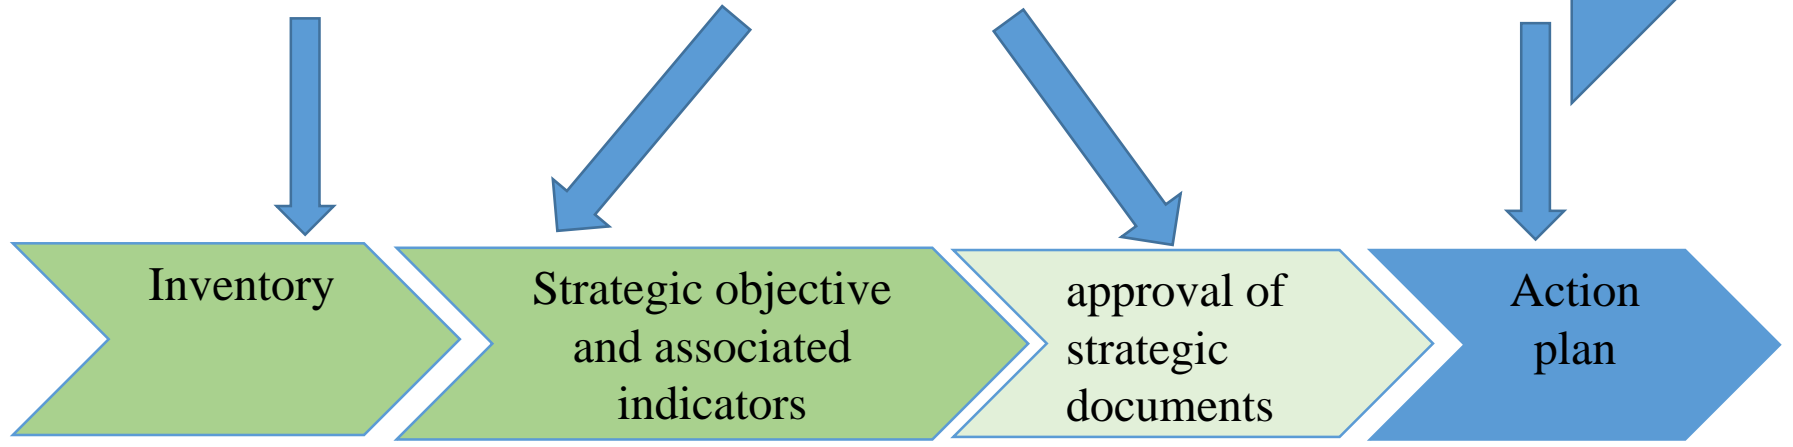 Inventory
Strategic objective
and associated
indicators
approval of
strategic
documents
Action
plan